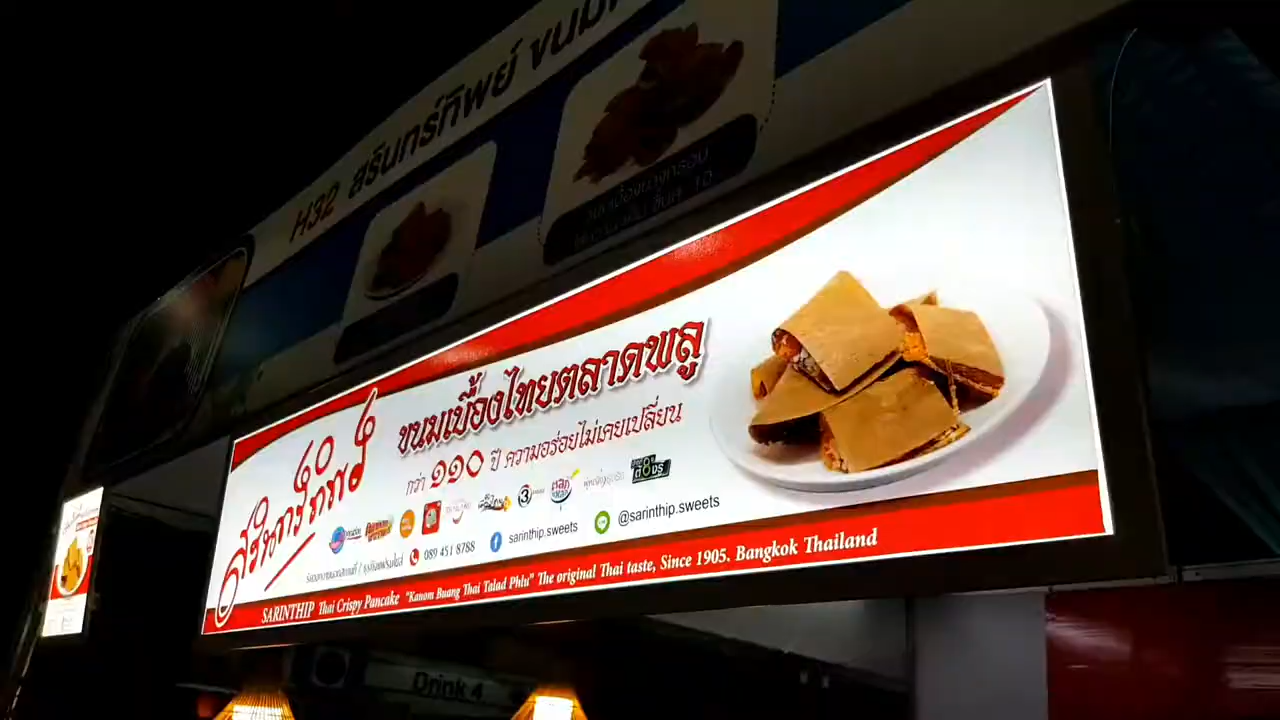 H32 สรินทร์ทิพย์
สรินทร์ทิพย์
ขนมเบื้องไทยตลาดพลู
กว่า ๑๑๐ ปี ความอร่อยไม่เคยเปลี่ยน
089 451 8788
sarinthip.sweets
@sarinthip.sweets
SARINTHIP Thai Crispy Pancake "Kanom Buang Thai Talad Phlu" The original Thai taste, Since 1905. Bangkok Thailand
Drink 4